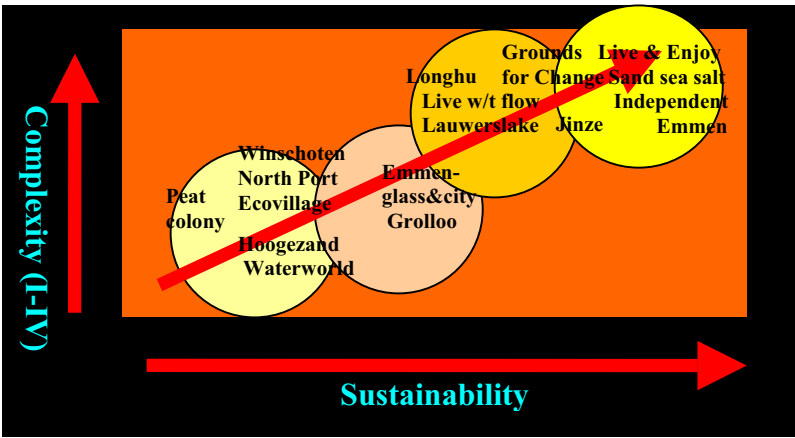 Complexity (I-IV)
Peat
colony
Winschoten
North Port
Ecovillage
Hoogezand
Waterworld
Emmen-
glass&city
Grolloo
Longhu
Live w/t flow
Lauwerslake
Grounds
for Change
Jinze
Live & Enjoy
Sand sea salt
Independent
Emmen
Sustainability